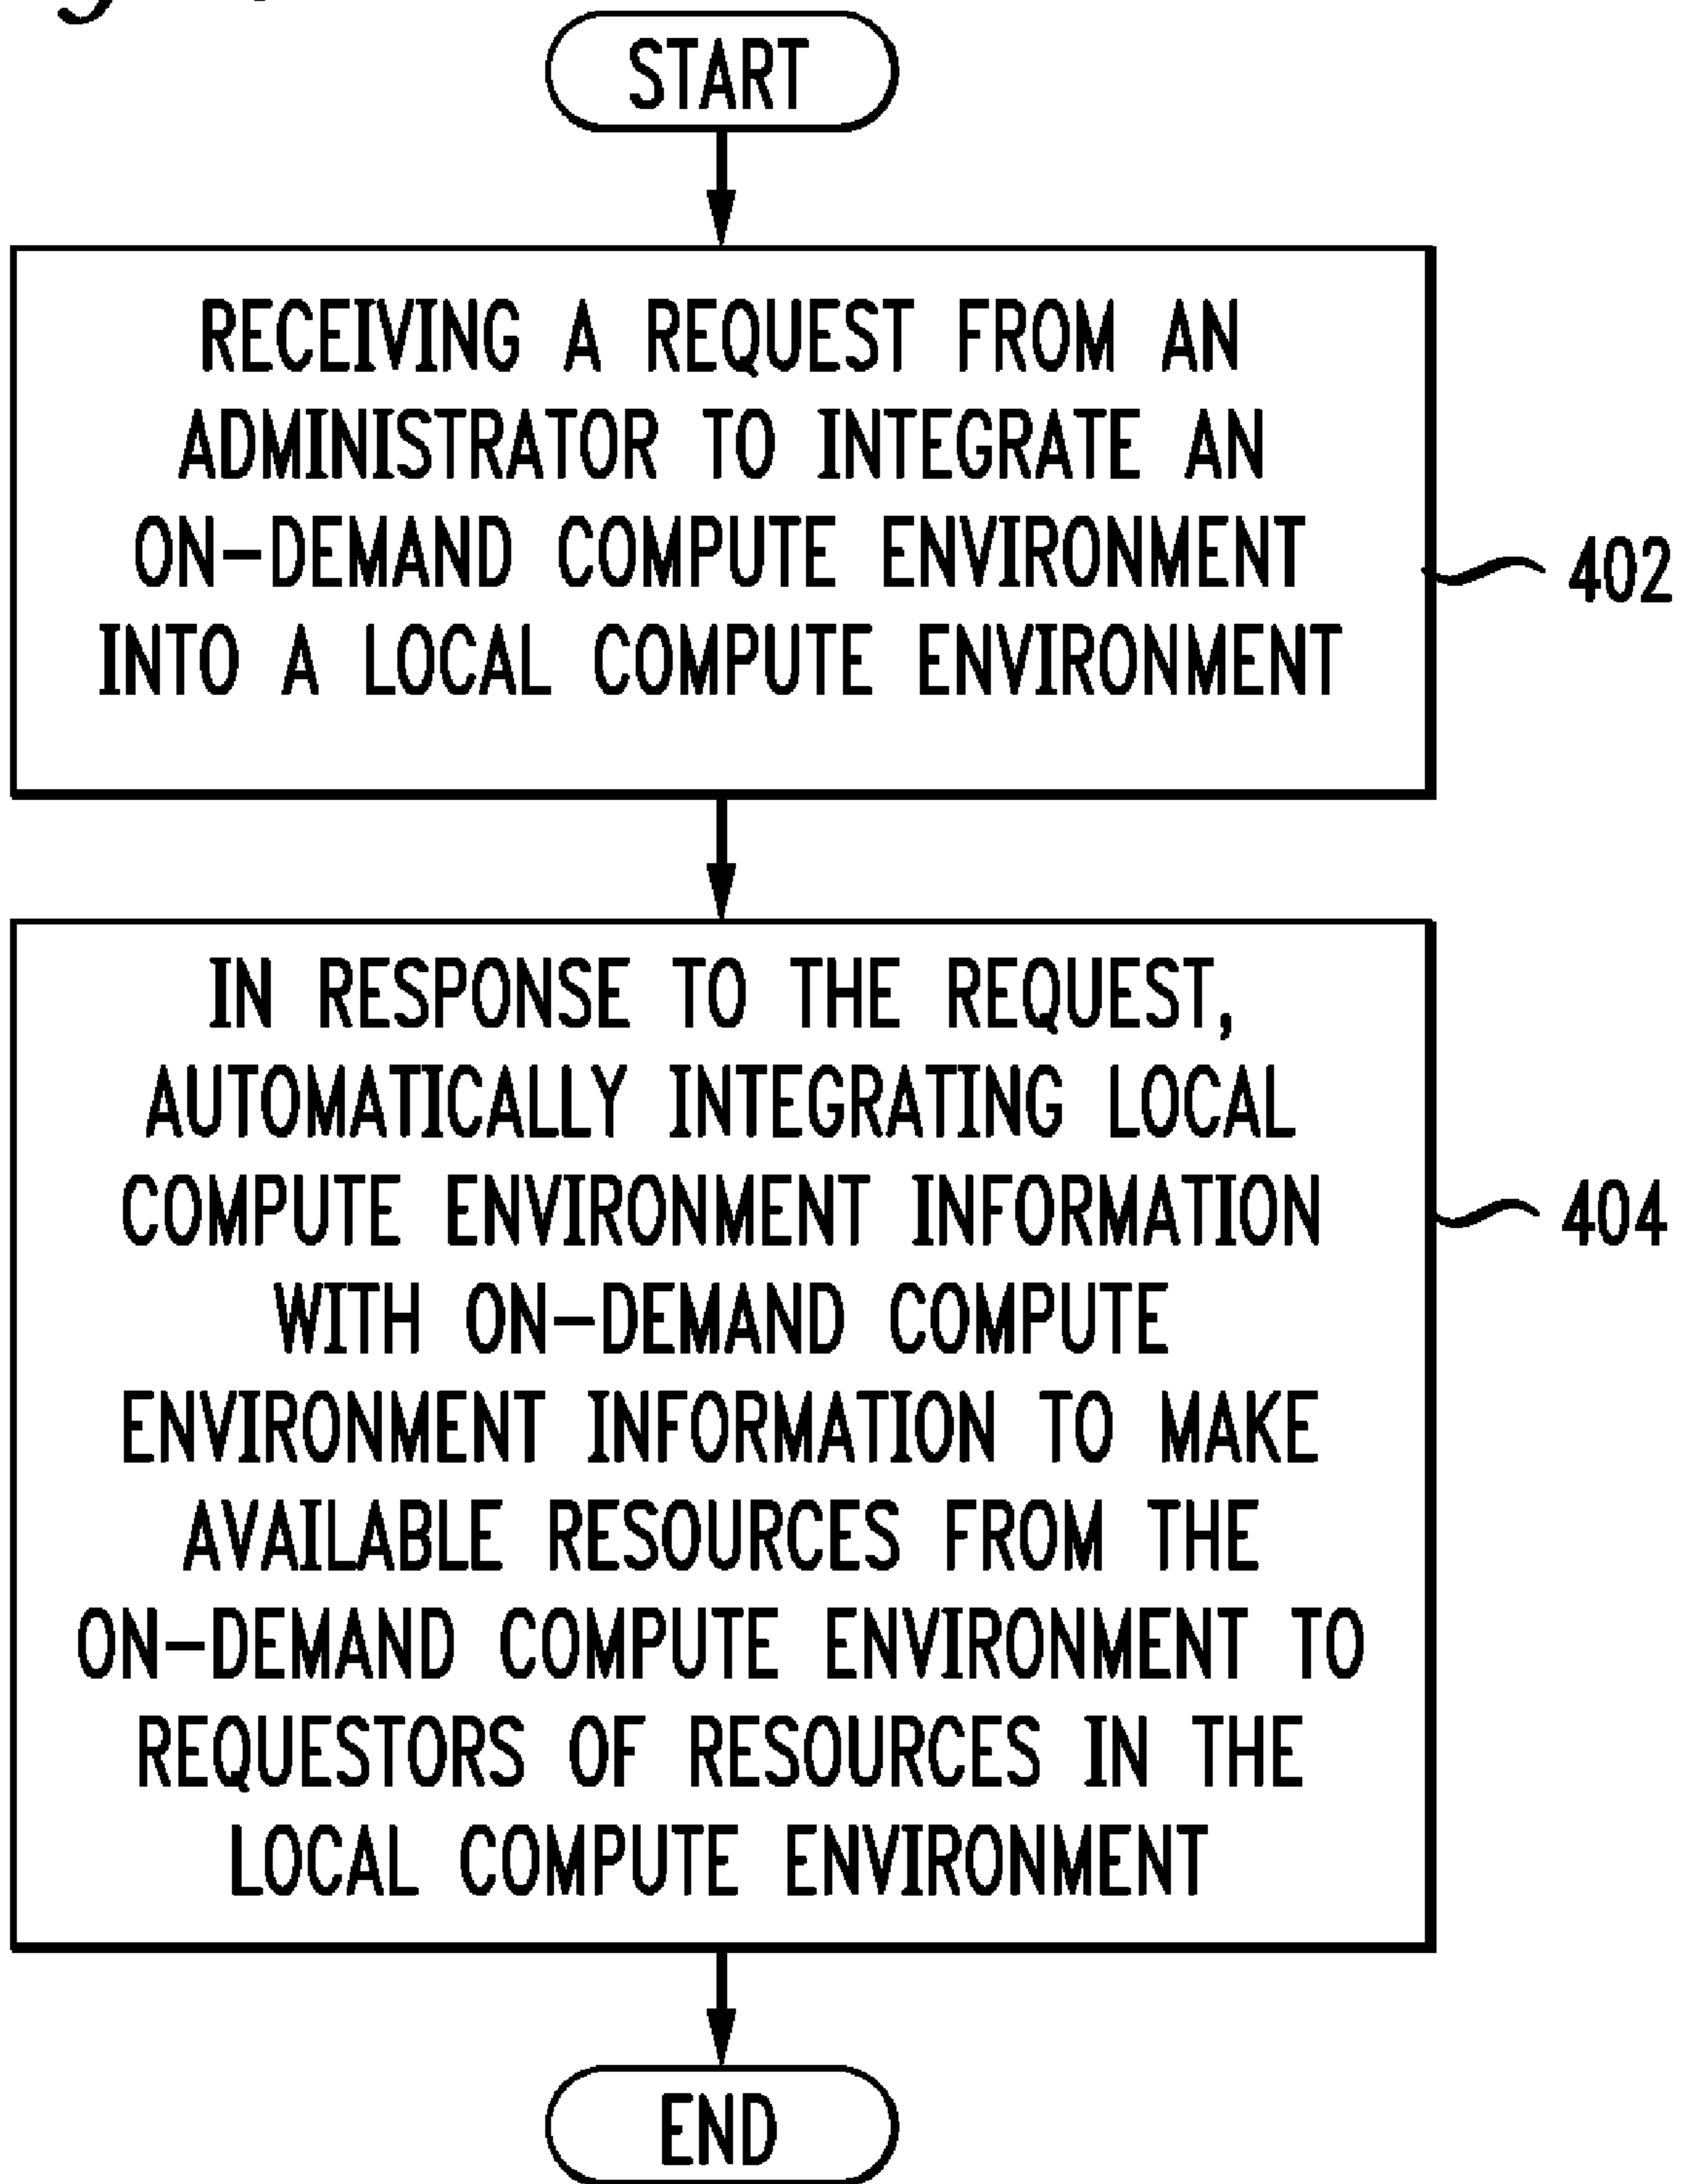 START
RECEIVING A REQUEST FROM AN
ADMINISTRATOR TO INTEGRATE AN
ON-DEMAND COMPUTE ENVIRONMENT
INTO A LOCAL COMPUTE ENVIRONMENT
402
IN RESPONSE TO THE REQUEST,
AUTOMATICALLY INTEGRATING LOCAL
COMPUTE ENVIRONMENT INFORMATION
WITH ON-DEMAND COMPUTE
ENVIRONMENT INFORMATION TO MAKE
AVAILABLE RESOURCES FROM THE
ON-DEMAND COMPUTE ENVIRONMENT TO
REQUESTORS OF RESOURCES IN THE
LOCAL COMPUTE ENVIRONMENT
404
END